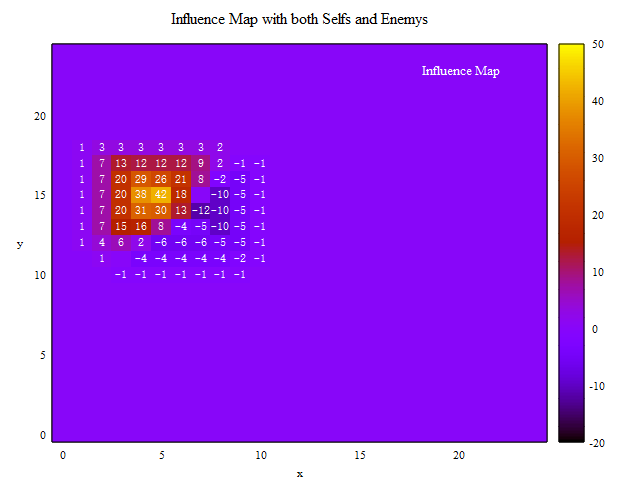 Influence Map with both Selfs and Enemys
50
Influence Map
40
20
30
1 3 3 3 3 3 3 2
1 7 13 12 12 12 9 2 -1 -1
1 7 20 29 26 21 8 -2 -5 -1
20
15
1 7 20 38 42 18 -10 -5 -1
1 7 20 31 30 13 -12 -10 -5 -1
1 7 15 16 8 -4 -5 -10 -5 -1
y
1 4 6 2 -6 -6 -6 -5 -5 -1
10
1 -4 -4 -4 -4 -4 -2 -1
10
-1 -1 -1 -1 -1 -1 -1
0
5
-10
0
-20
0 5 10 15 20
x